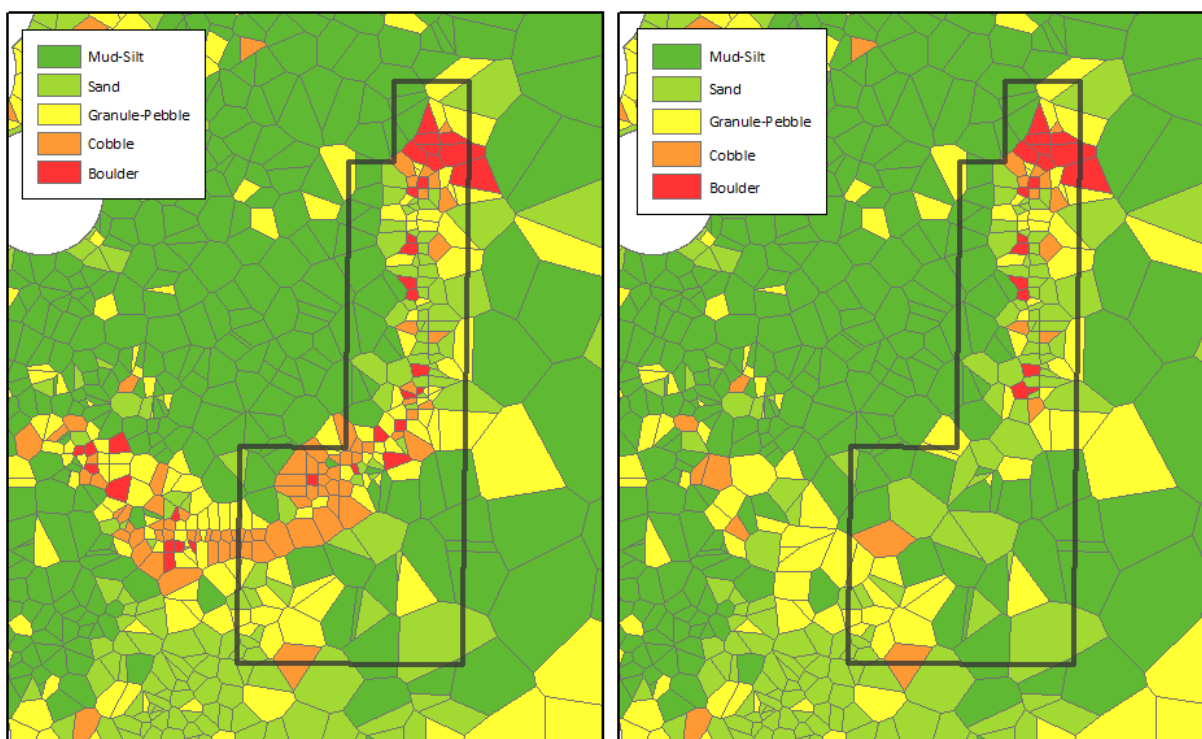 Mud-Silt
Sand
Granule-Pebble
Cobble
Boulder
Mud-Silt
Sand
Granule-Pebble
Cobble
Boulder